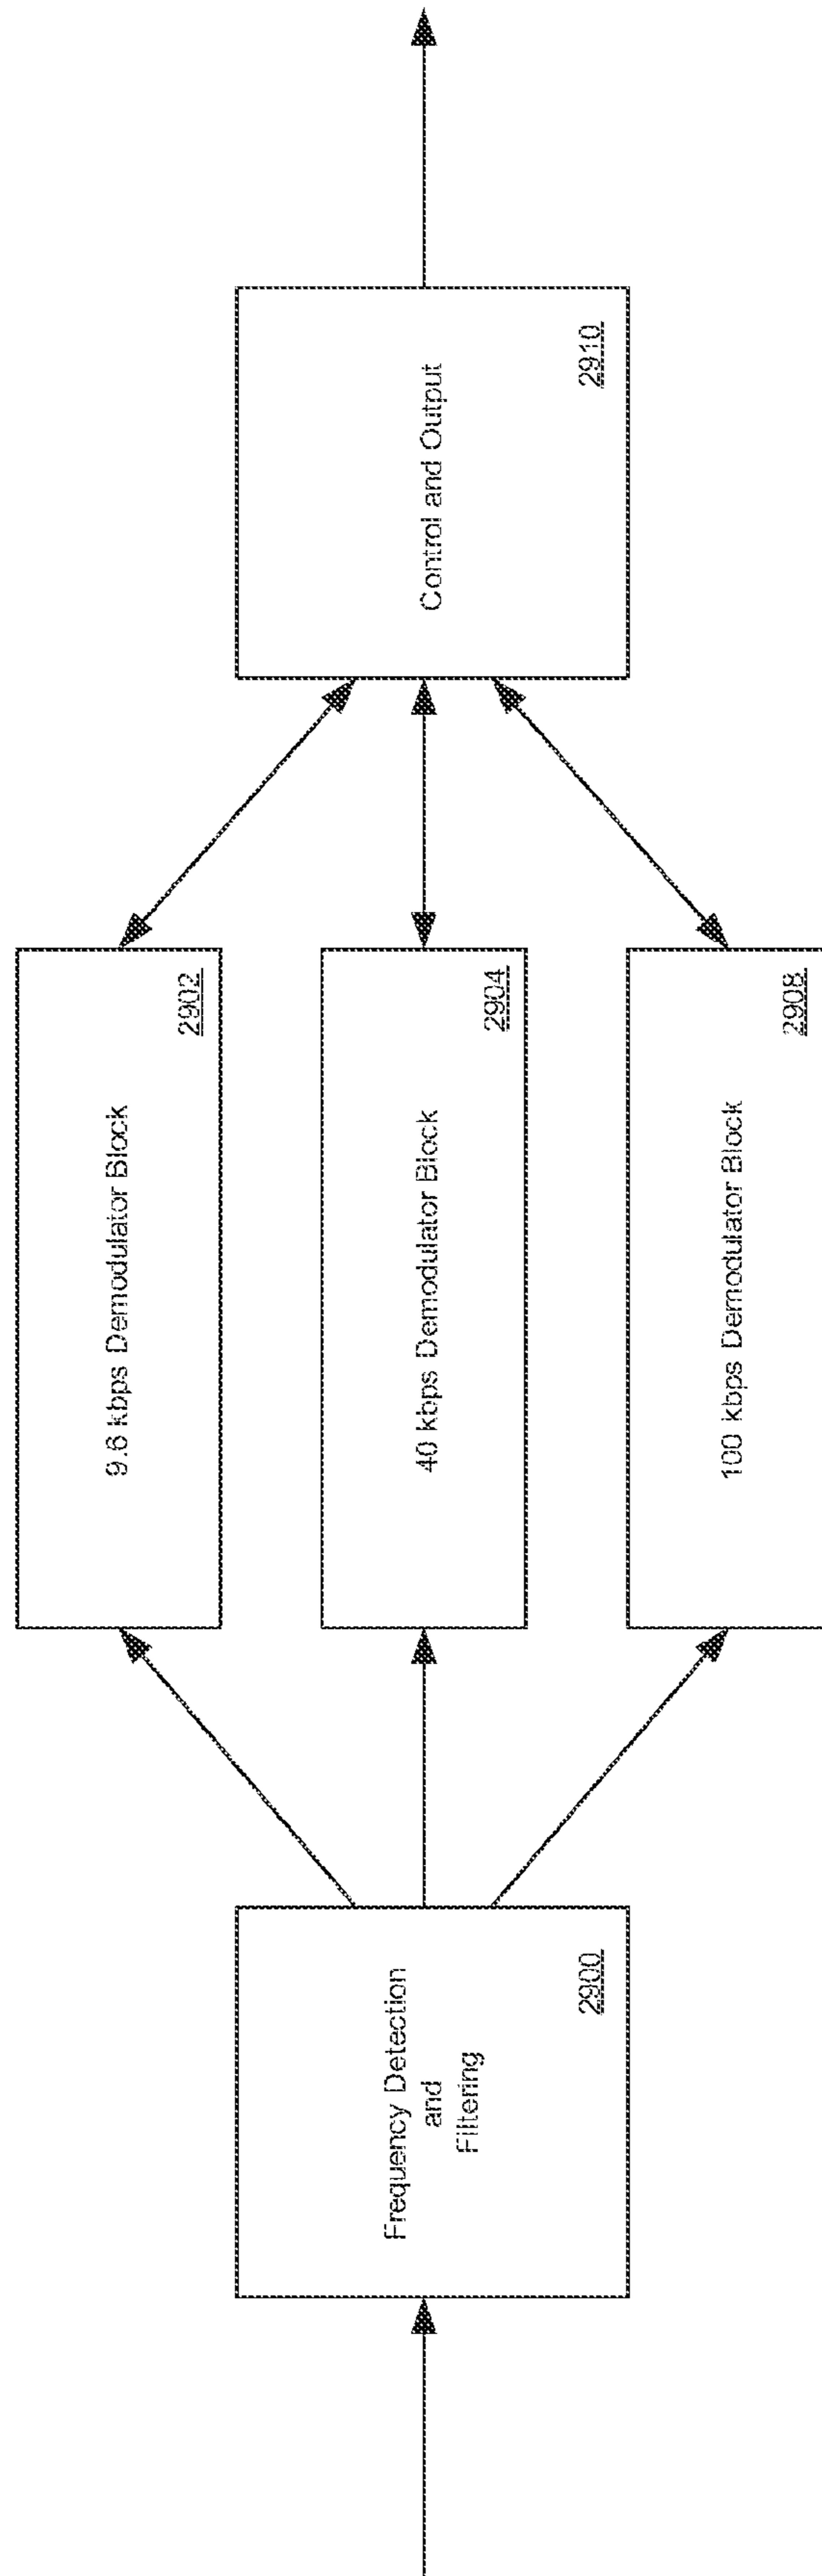 Frequency Detection
and
Filtering
2900
9.6 kbps Demodulator Block
2902
40 kbps Demodulator Block
2904
100 kbps Demodulator Block
2908
Control and Output
2910